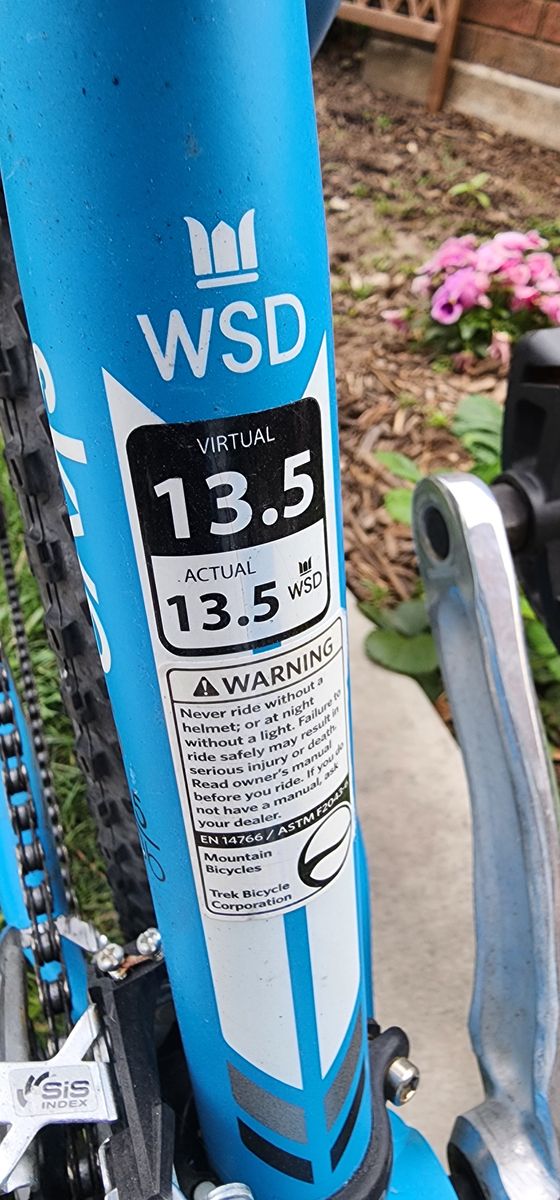 WSD
VIRTUAL
13.5
ACTUAL
13.5 WSD
WARNING
Never ride without a
helmet; or at night
without a light. Failure to
ride safely may result in
serious injury or death.
Read owner's manual
before you ride. If you do
not have a manual, ask
your dealer.
EN 14766 / ASTM
Mountain
Bicycles
Trek Bicycle
Corporation
SIS
INDEX